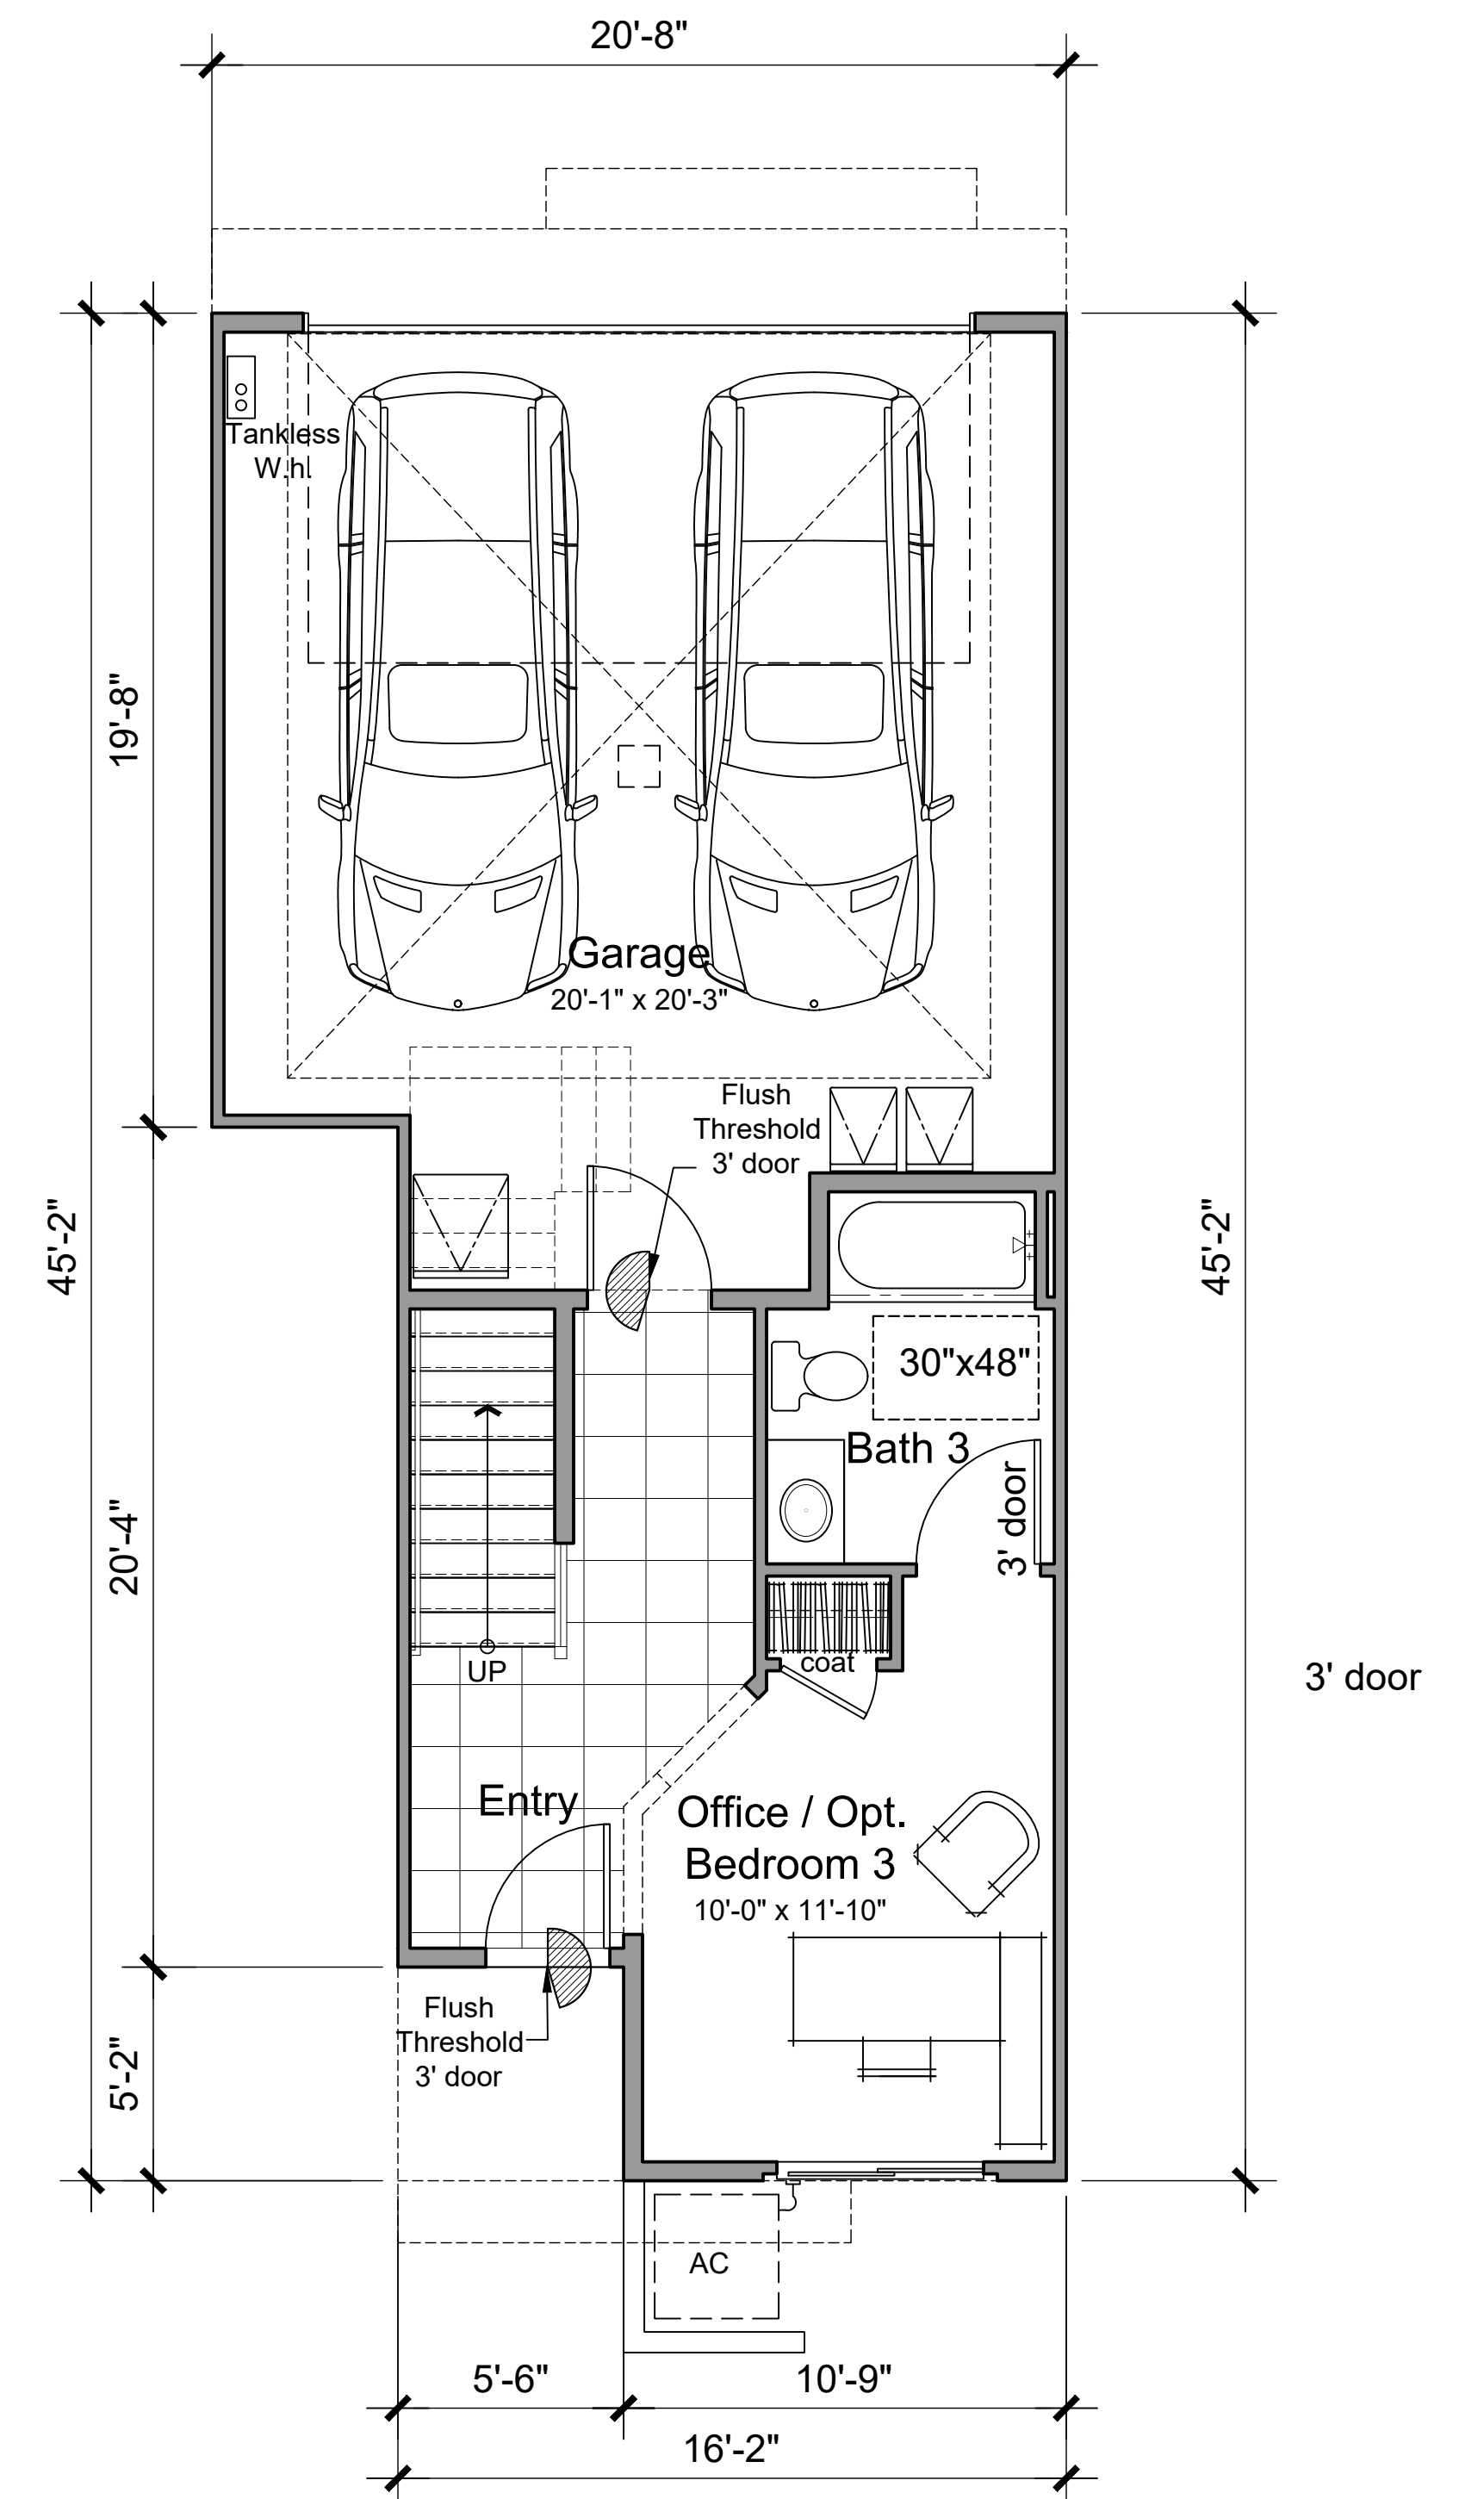 20'-8"
Tankless
W.h.
19'-8"
Garage
20'-1" x 20'-3"
Flush
Threshold
3' door
45'-2"
45'-2"
30"x48"
Bath 3
3' door
20'-4"
coat
UP
3' door
Entry
Office / Opt.
Bedroom 3
10'-0" x 11'-10"
Flush
Threshold
3' door
5'-2"
AC
5'-6"
10'-9"
16'-2"